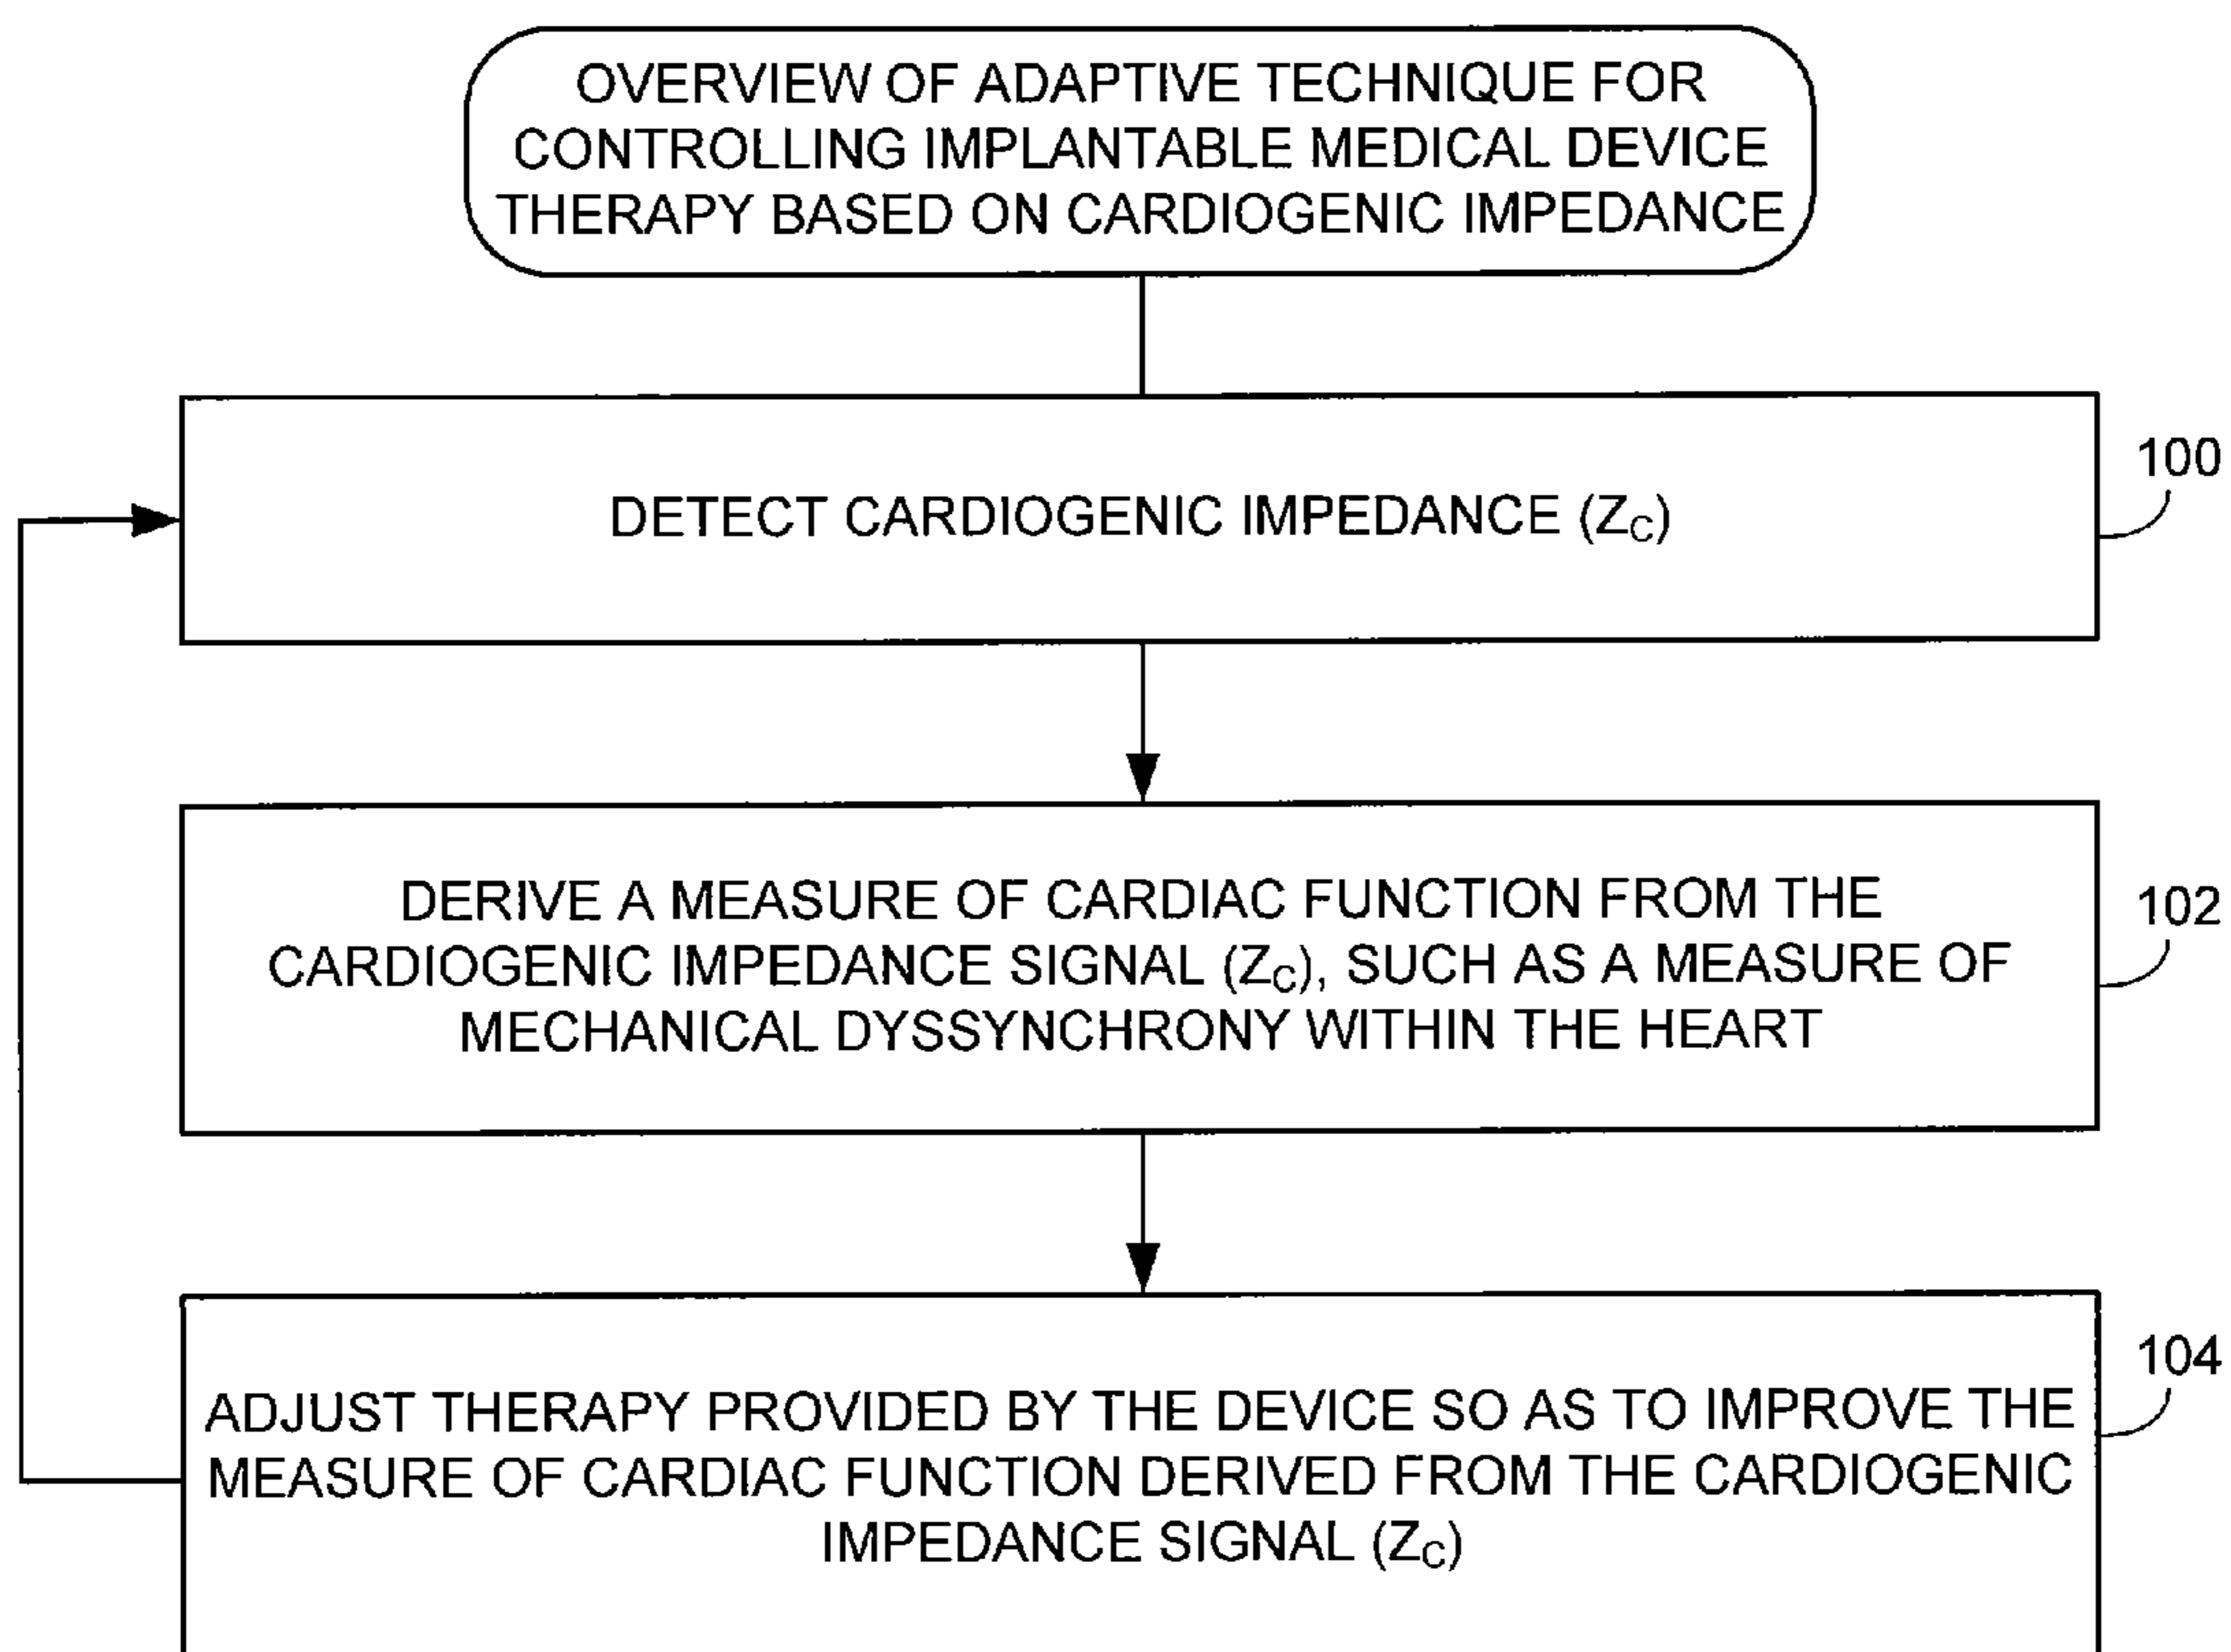 OVERVIEW OF ADAPTIVE TECHNIQUE FOR
CONTROLLING IMPLANTABLE MEDICAL DEVICE
THERAPY BASED ON CARDIOGENIC IMPEDANCE
100
DETECT CARDIOGENIC IMPEDANCE (ZC)
102
DERIVE A MEASURE OF CARDIAC FUNCTION FROM THE
CARDIOGENIC IMPEDANCE SIGNAL (ZC), SUCH AS A MEASURE OF
MECHANICAL DYSSYNCHRONY WITHIN THE HEART
104
ADJUST THERAPY PROVIDED BY THE DEVICE SO AS TO IMPROVE THE
MEASURE OF CARDIAC FUNCTION DERIVED FROM THE CARDIOGENIC
IMPEDANCE SIGNAL (ZC)